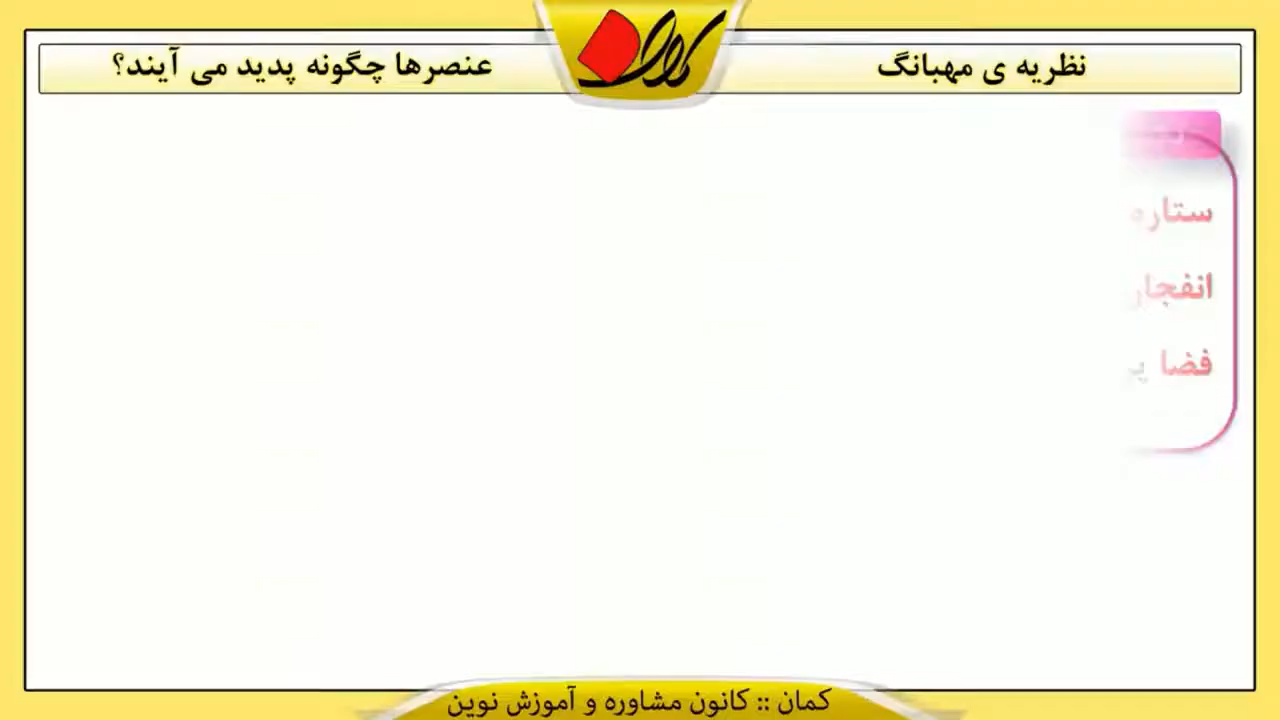 نظریه ی مهبانگ
عنصرها چگونه پدید می آیند؟
ستاره
انفجار
فضا
کمان :: کانون مشاوره و آموزش نوین